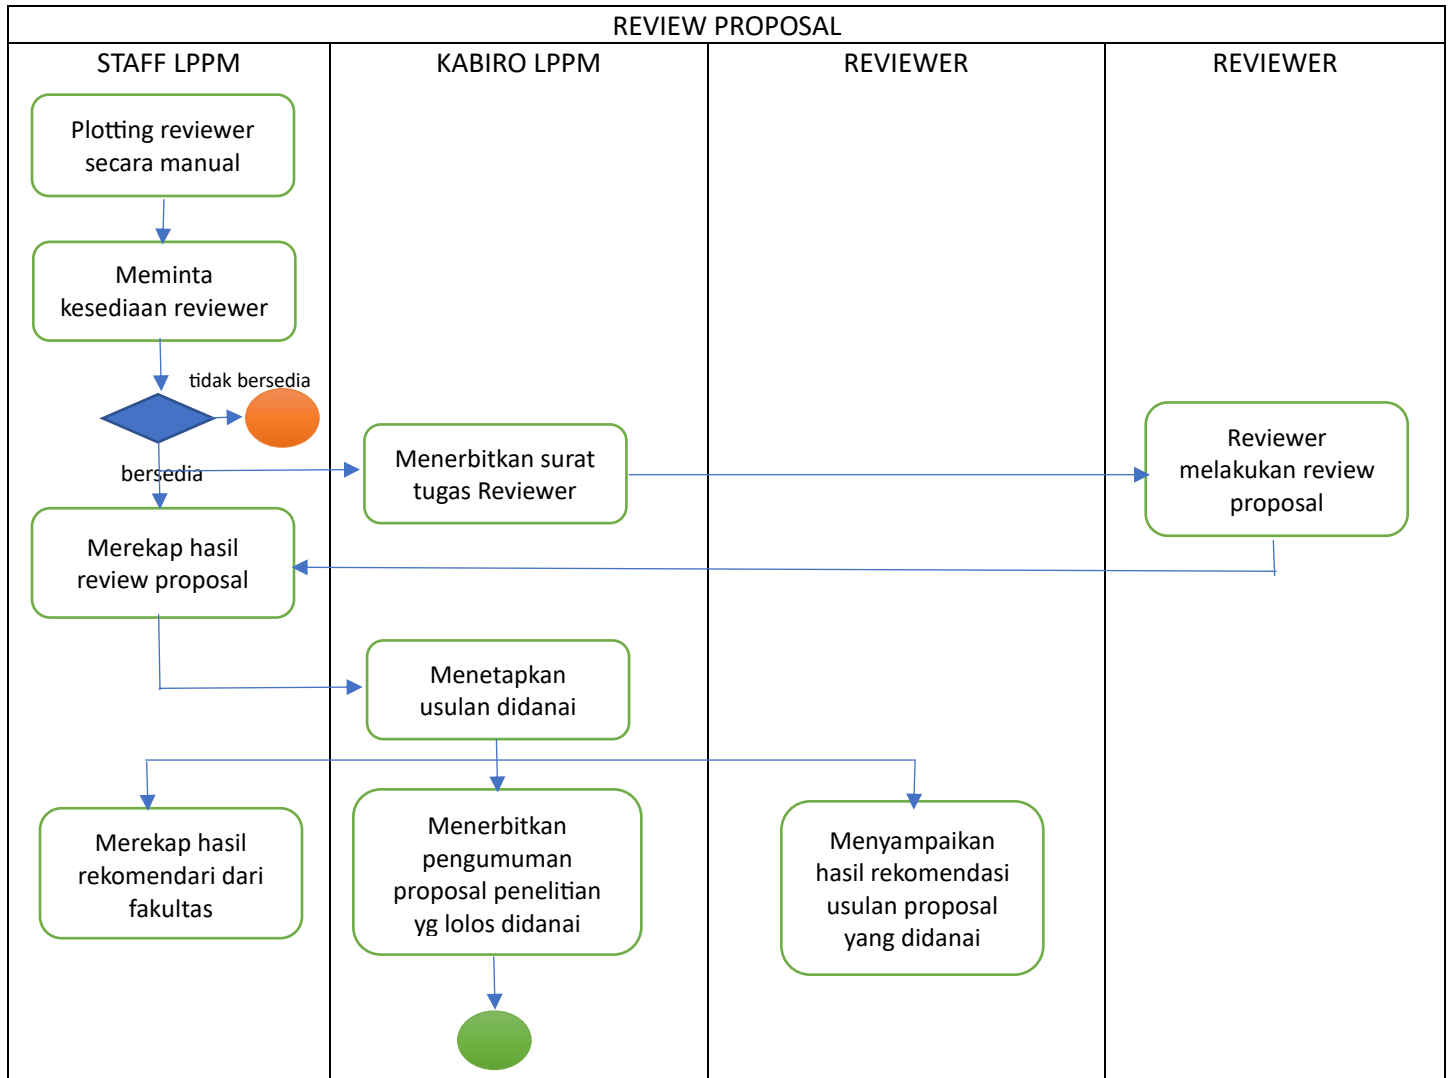 REVIEW PROPOSAL
STAFF LPPM
KABIRO LPPM
REVIEWER
REVIEWER
Plotting reviewer
secara manual
Meminta
kesediaan reviewer
tidak bersedia
bersedia
Menerbitkan surat
tugas Reviewer
Reviewer
melakukan review
proposal
Merekap hasil
review proposal
Menetapkan
usulan didanai
Merekap hasil
rekomendari dari
fakultas
Menerbitkan
pengumuman
proposal penelitian
yg lolos didanai
Menyampaikan
hasil rekomendasi
usulan proposal
yang didanai